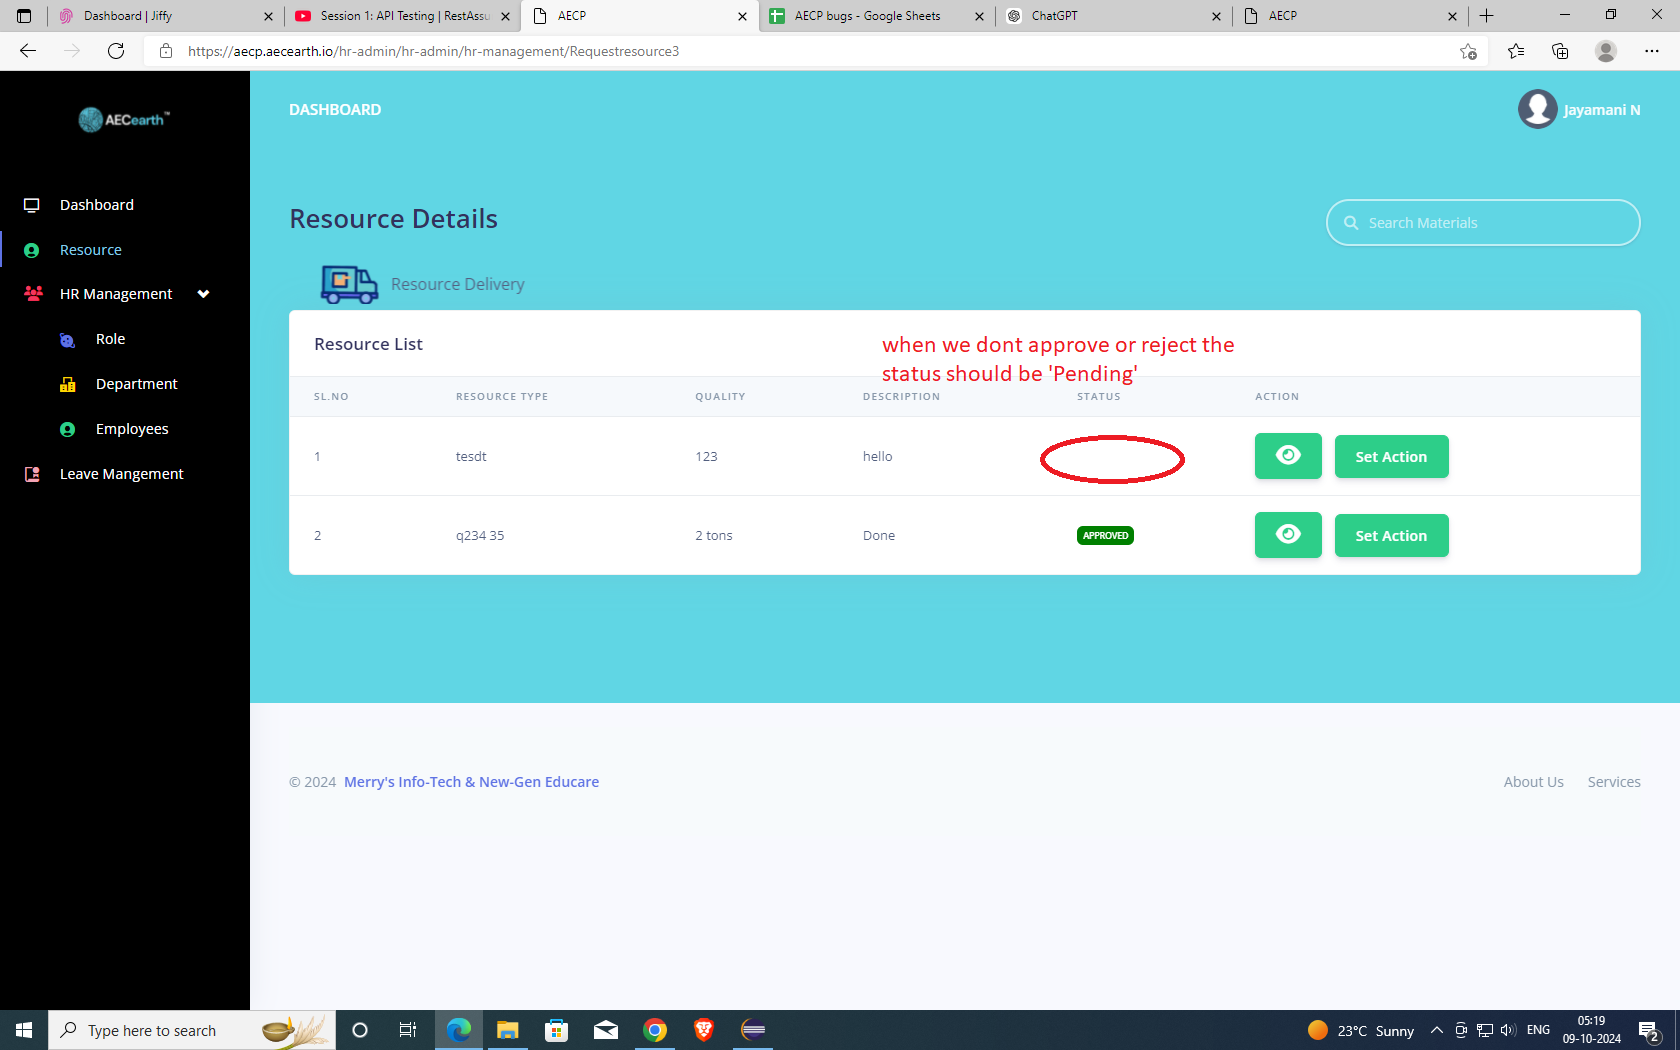 Dashboard | Jiffy
Session 1: API Testing | RestAssu
AECP
AECP bugs - Google Sheets
ChatGPT
AECP
https://aecp.aecearth.io/hr-admin/hr-admin/hr-management/Requestresource3
AECearth™
DASHBOARD
Jayamani N
Dashboard
Resource
HR Management
Role
Department
Employees
Leave Mangement
Resource Details
Search Materials
Resource Delivery
Resource List
when we dont approve or reject the
status should be 'Pending'
SL.NO RESOURCE TYPE QUALITY DESCRIPTION STATUS ACTION
1 tesdt 123 hello Set Action
2 q234 35 2 tons Done APPROVED Set Action
© 2024 Merry's Info-Tech & New-Gen Educare
About Us Services
Type here to search
23°C Sunny
ENG
05:19
09-10-2024
2